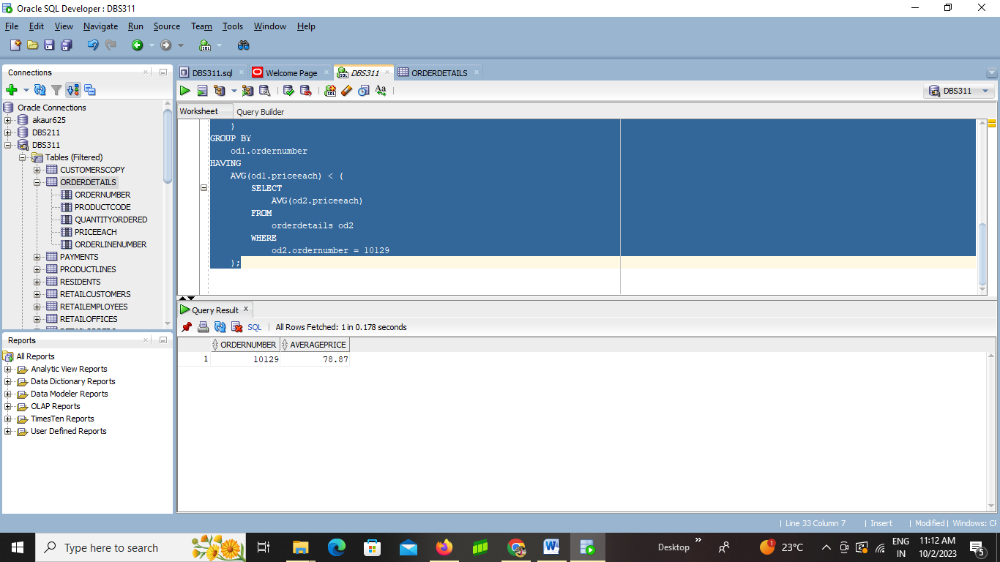 Oracle SQL Developer : DBS311
File Edit View Navigate Run Source Team Tools Window Help
Connections
Oracle Connections
akaur625
DBS211
DBS311
Tables (Filtered)
CUSTOMERSCOPY
ORDERDETAILS
ORDERNUMBER
PRODUCTCODE
QUANTITYORDERED
PRICEEACH
ORDERLINENUMBER
PAYMENTS
PRODUCTLINES
RESIDENTS
RETAILCUSTOMERS
RETAILEMPLOYEES
RETAILOFFICES
Reports
All Reports
Analytic View Reports
Data Dictionary Reports
Data Modeler Reports
OLAP Reports
TimesTen Reports
User Defined Reports
DBS311.sql Welcome Page DBS311 ORDERDETAILS
DBS311
Worksheet Query Builder
)
GROUP BY
od1.ordernumber
HAVING
AVG(od1.priceeach) < (
SELECT
AVG(od2.priceeach)
FROM
orderdetails od2
WHERE
od2.ordernumber = 10129
);
Query Result x
SQL | All Rows Fetched: 1 in 0.178 seconds
ORDERNUMBER AVERAGEPRICE
1 10129 78.87
| Line 33 Column 7 | Insert | Modified | Windows: CF
Type here to search
Desktop
23°C
ENG
IN
11:12 AM
10/2/2023
5